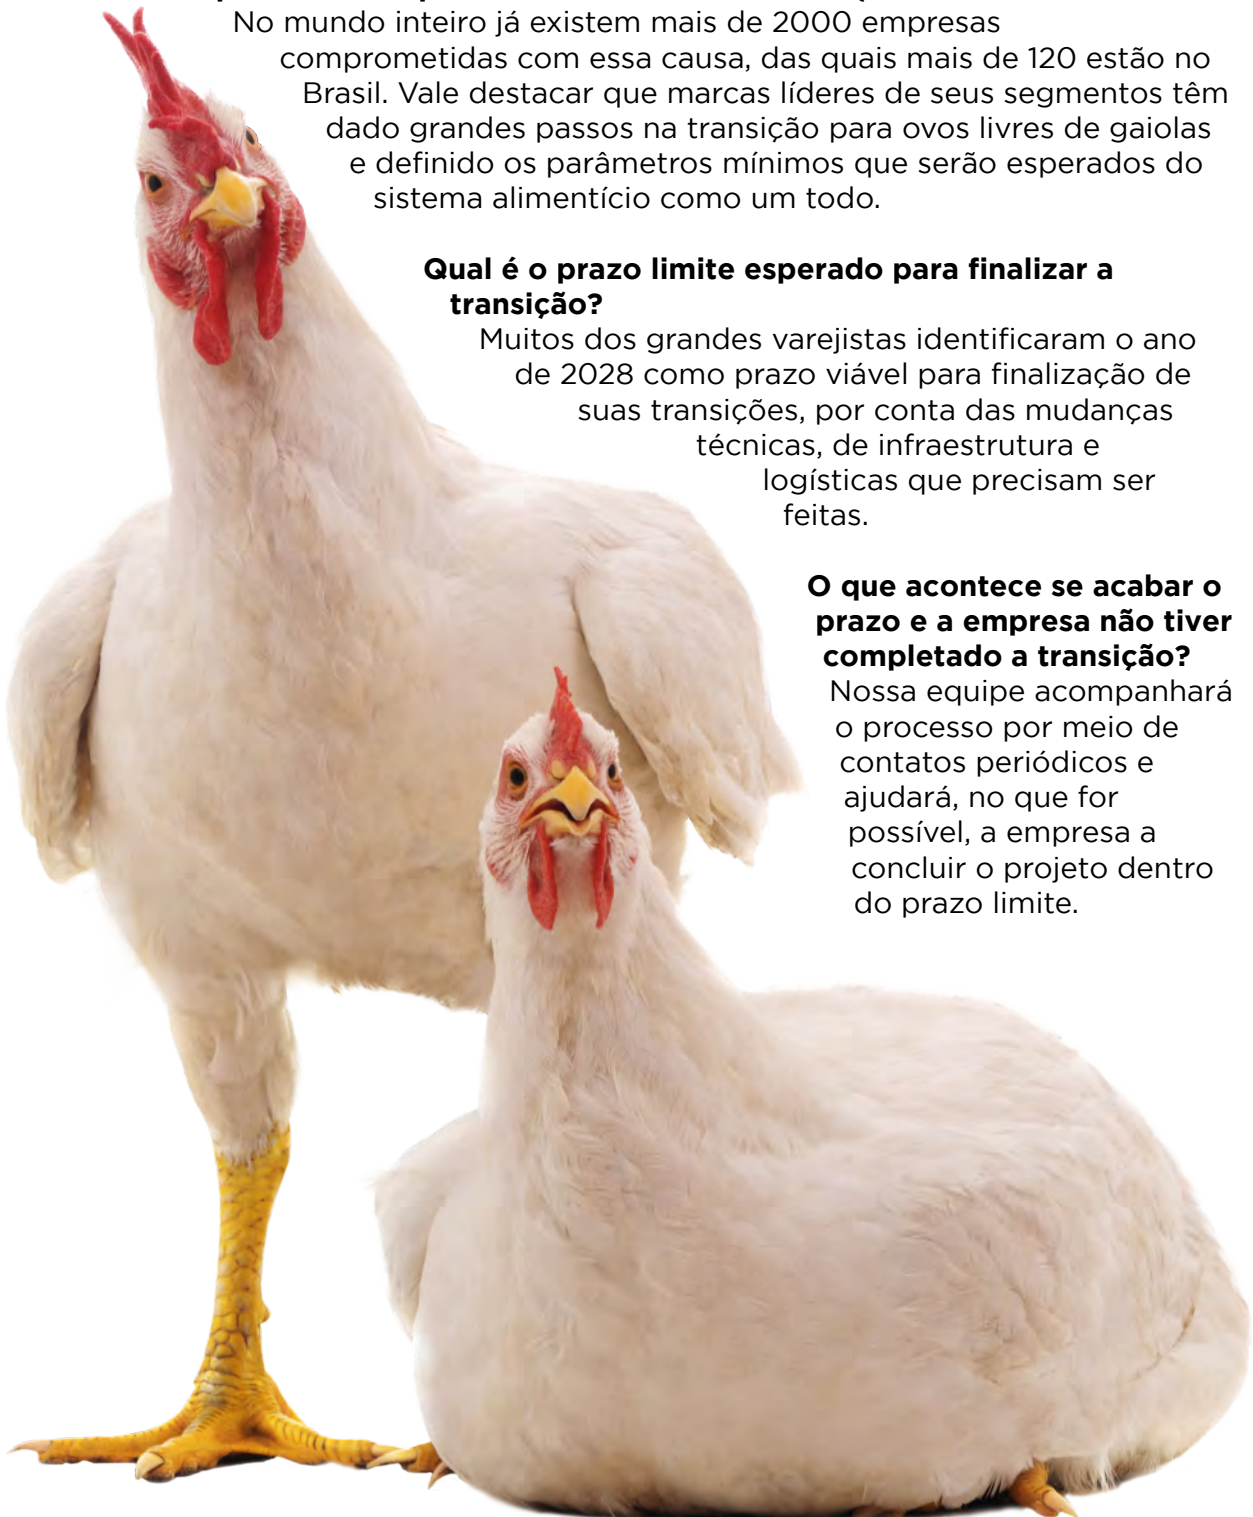 No mundo inteiro já existem mais de 2000 empresas
comprometidas com essa causa, das quais mais de 120 estão no
Brasil. Vale destacar que marcas líderes de seus segmentos têm
dado grandes passos na transição para ovos livres de gaiolas
e definido os parâmetros mínimos que serão esperados do
sistema alimentício como um todo.
Qual é o prazo limite esperado para finalizar a
transição?
Muitos dos grandes varejistas identificaram o ano
de 2028 como prazo viável para finalização de
suas transições, por conta das mudanças
técnicas, de infraestrutura e
logísticas que precisam ser
feitas.
O que acontece se acabar o
prazo e a empresa não tiver
completado a transição?
Nossa equipe acompanhará
o processo por meio de
contatos periódicos e
ajudará, no que for
possível, a empresa a
concluir o projeto dentro
do prazo limite.